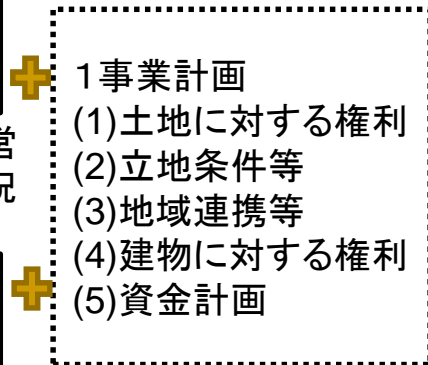 １事業計画
(1)土地に対する権利
(2)立地条件等
(3)地域連携等
(4)建物に対する権利
(5)資金計画
営
況